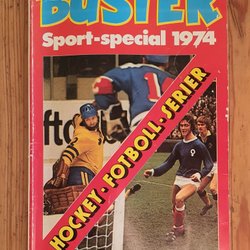 BUSTER
Sport-special 1974
HOCKEY · FOTBOLL · SERIER